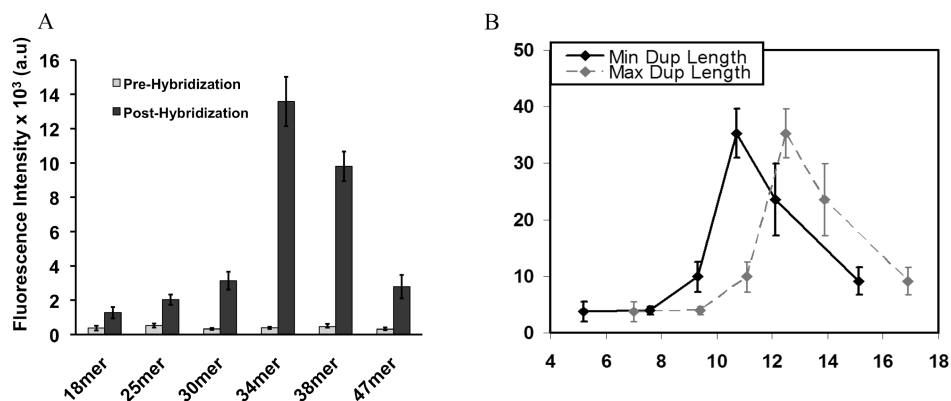 A
Fluorescence Intensity x 10³ (a.u)
16
14
12
10
8
6
4
2
0
Pre-Hybridization
Post-Hybridization
18mer
25mer
30mer
34mer
38mer
47mer
B
Min Dup Length
Max Dup Length
50
40
30
20
10
0
4 6 8 10 12 14 16 18